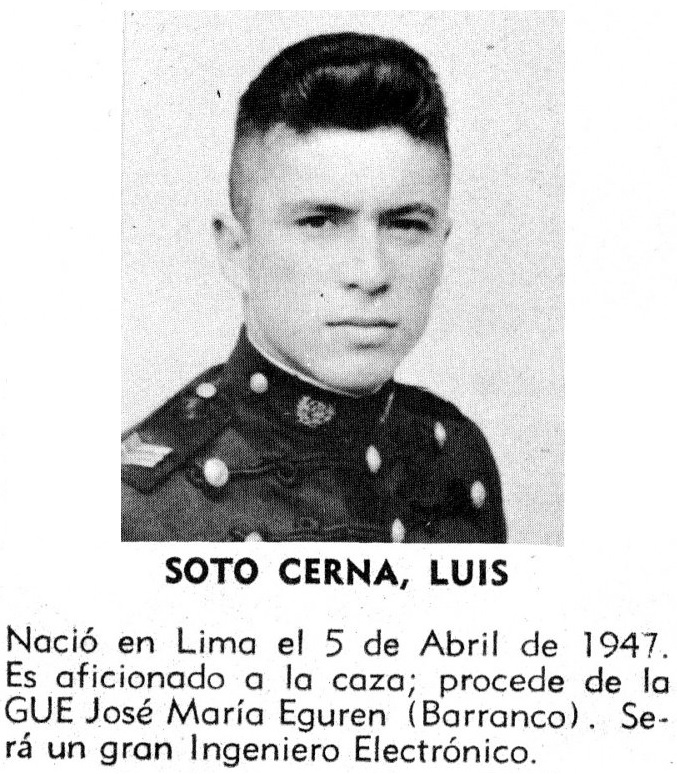 SOTO CERNA, LUIS
Nació en Lima el 5 de Abril de 1947.
Es aficionado a la caza; procede de la
GUE José María Eguren (Barranco). Se-
rá un gran Ingeniero Electrónico.